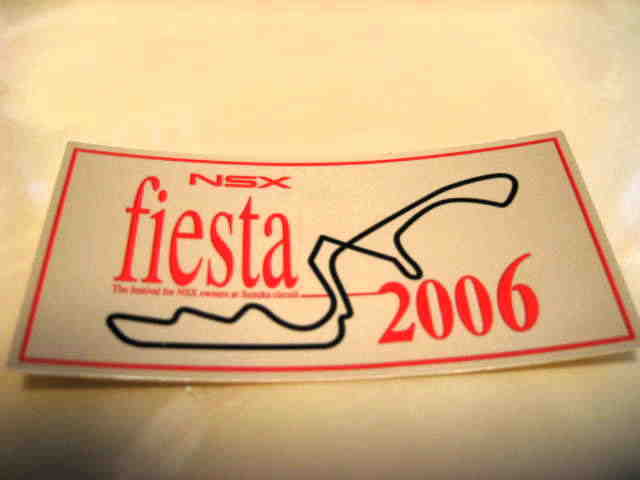 NSX
fiesta
The festival for NSX owners at Suzuka circuit
2006